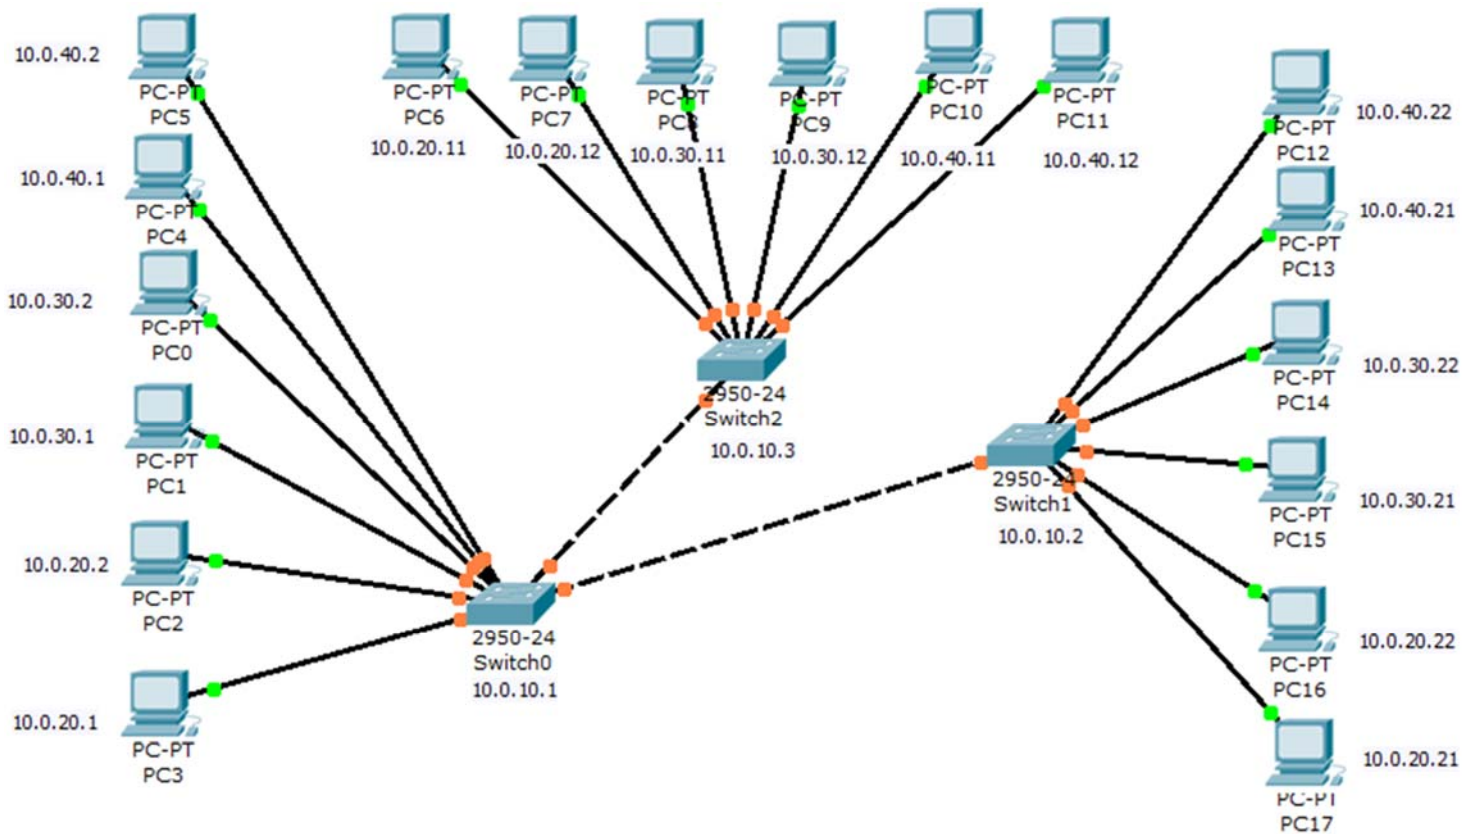 10.0.40.2
PC-PT
PC5
10.0.40.1
PC-PT
PC4
10.0.30.2
PC-PT
PC0
10.0.30.1
PC-PT
PC1
10.0.20.2
PC-PT
PC2
10.0.20.1
PC-PT
PC3
PC-PT
PC6
10.0.20.11
PC-PT
PC7
10.0.20.12
PC-PT
PC8
10.0.30.11
PC-PT
PC9
10.0.30.12
PC-PT
PC10
10.0.40.11
PC-PT
PC11
10.0.40.12
2950-24
Switch2
10.0.10.3
2950-24
Switch0
10.0.10.1
2950-24
Switch1
10.0.10.2
PC-PT
PC12
10.0.40.22
PC-PT
PC13
10.0.40.21
PC-PT
PC14
10.0.30.22
PC-PT
PC15
10.0.30.21
PC-PT
PC16
10.0.20.22
PC-PT
PC17
10.0.20.21